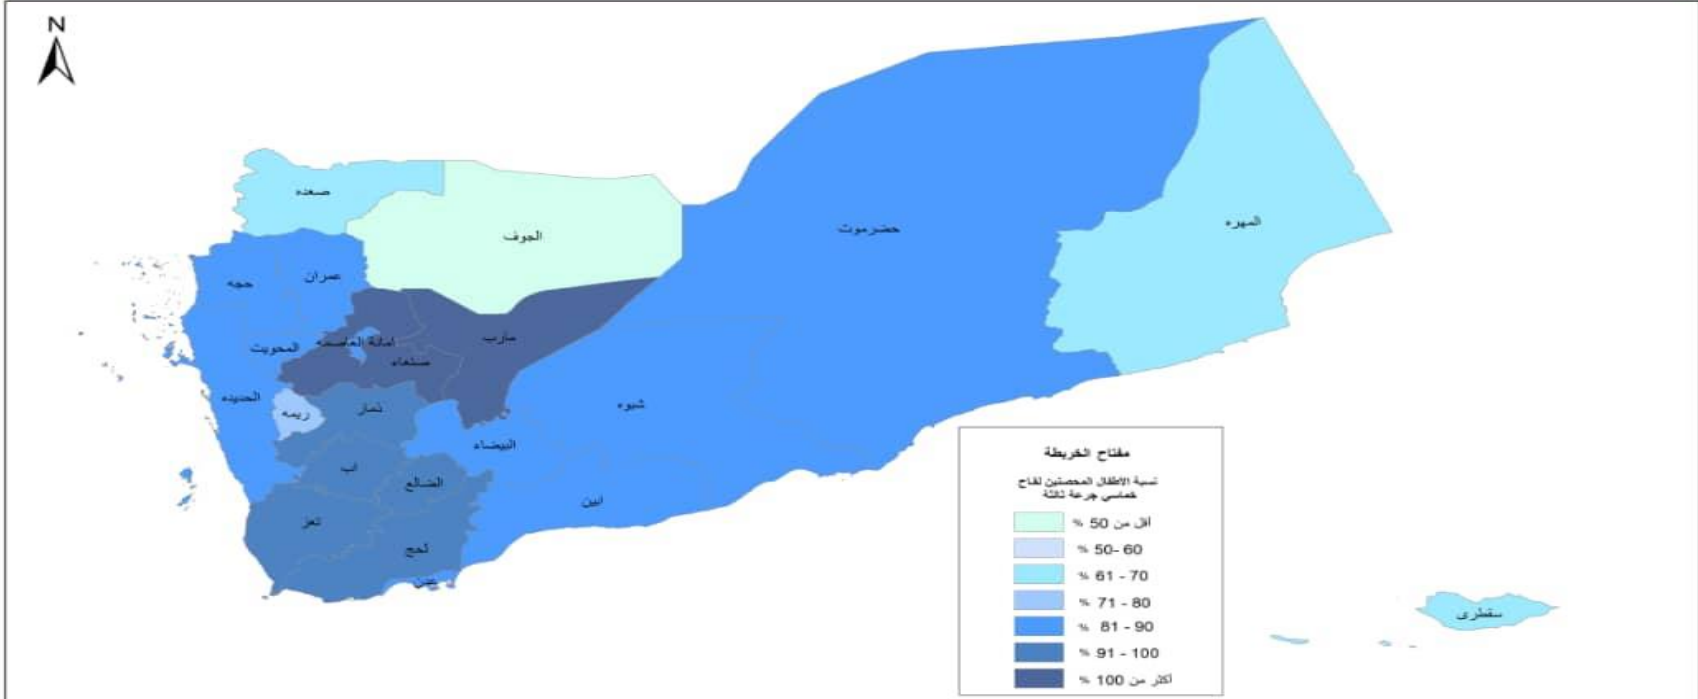 N
صعده
الجوف
حضرموت
المهره
حجه
عمران
المحويت
امانة العاصمه
صنعاء
مأرب
الحديده
ريمه
ذمار
شبوه
البيضاء
اب
الضالع
ابين
تعز
لحج
عدن
سقطرى
مفتاح الخريطة
نسبة الأطفال المحصنين لقاح
خماسي جرعة ثالثة
أقل من 50 %
50- 60 %
61 - 70 %
71 - 80 %
81 - 90 %
91 - 100 %
أكثر من 100 %